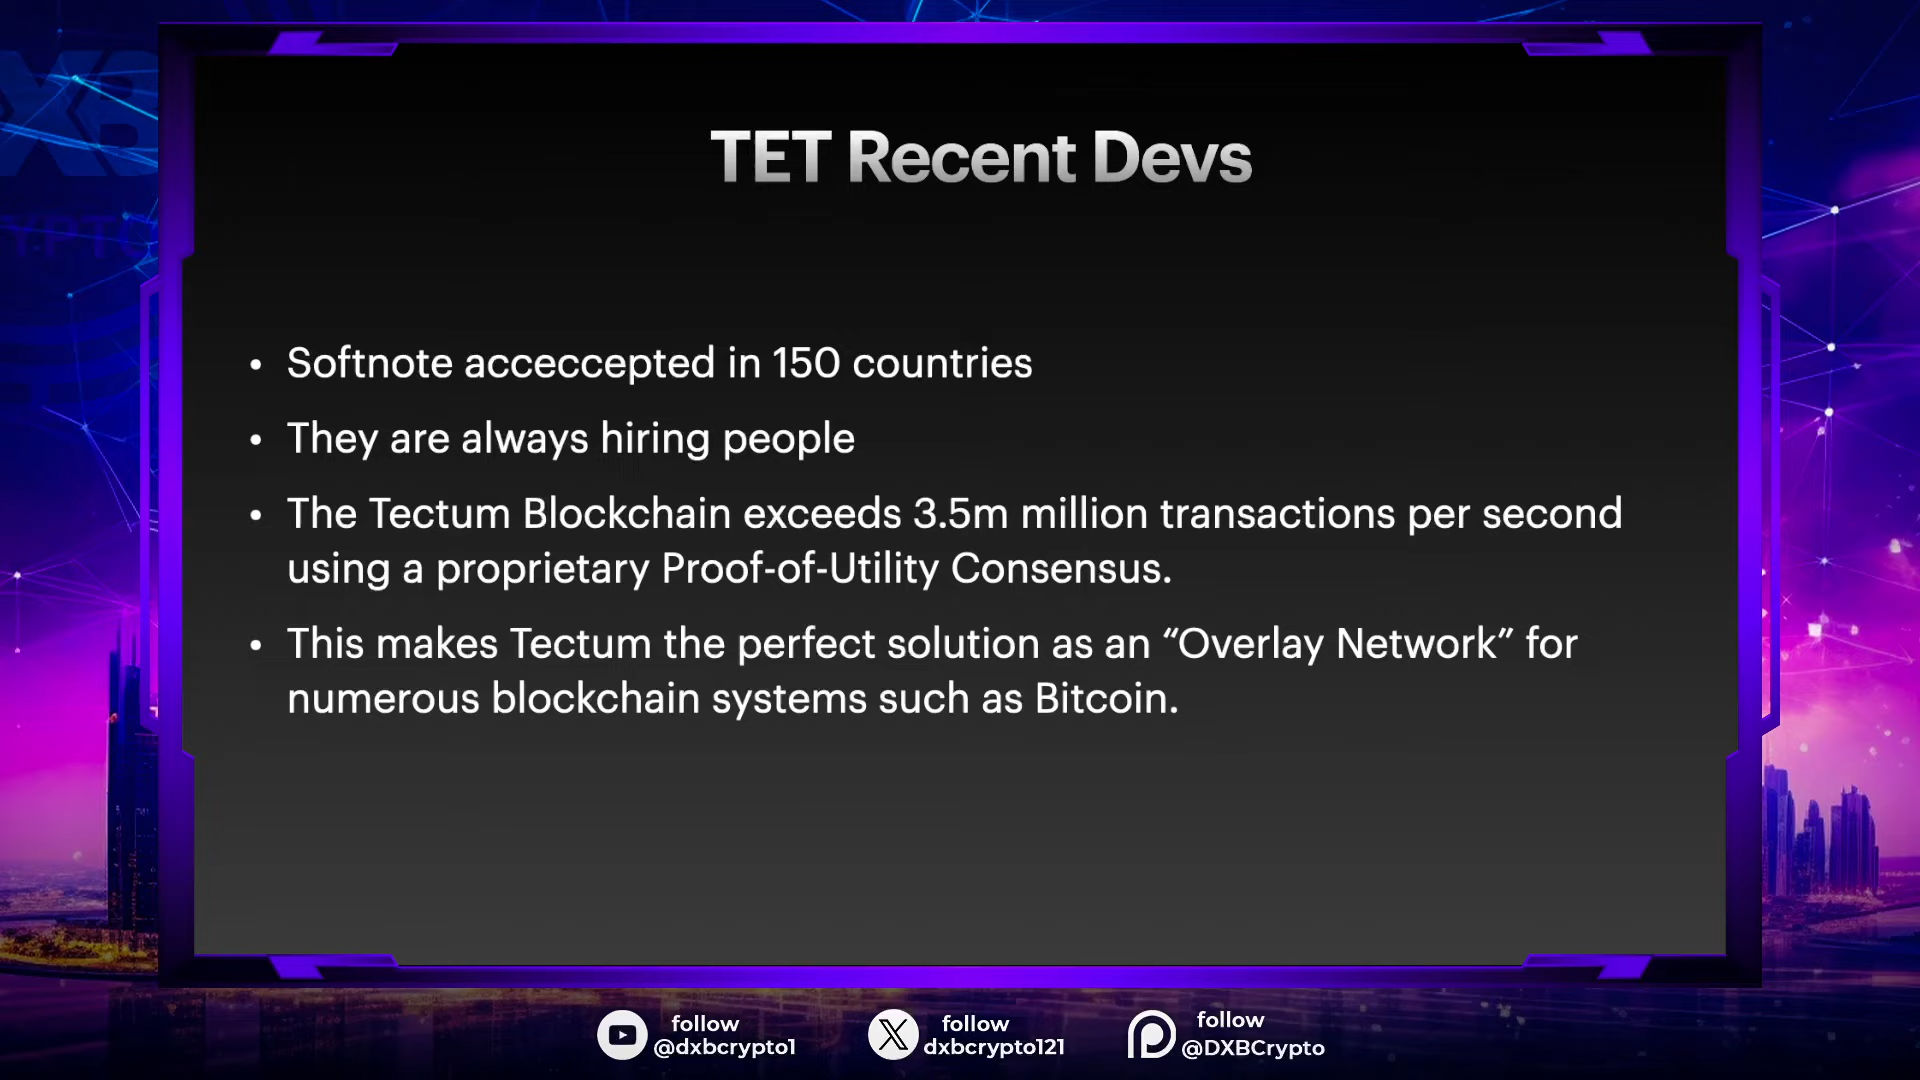 TET Recent Devs
• Softnote acceccepted in 150 countries
• They are always hiring people
• The Tectum Blockchain exceeds 3.5m million transactions per second
using a proprietary Proof-of-Utility Consensus.
• This makes Tectum the perfect solution as an “Overlay Network” for
numerous blockchain systems such as Bitcoin.
follow
@dxbcrypto1
follow
dxbcrypto121
follow
@DXBCrypto